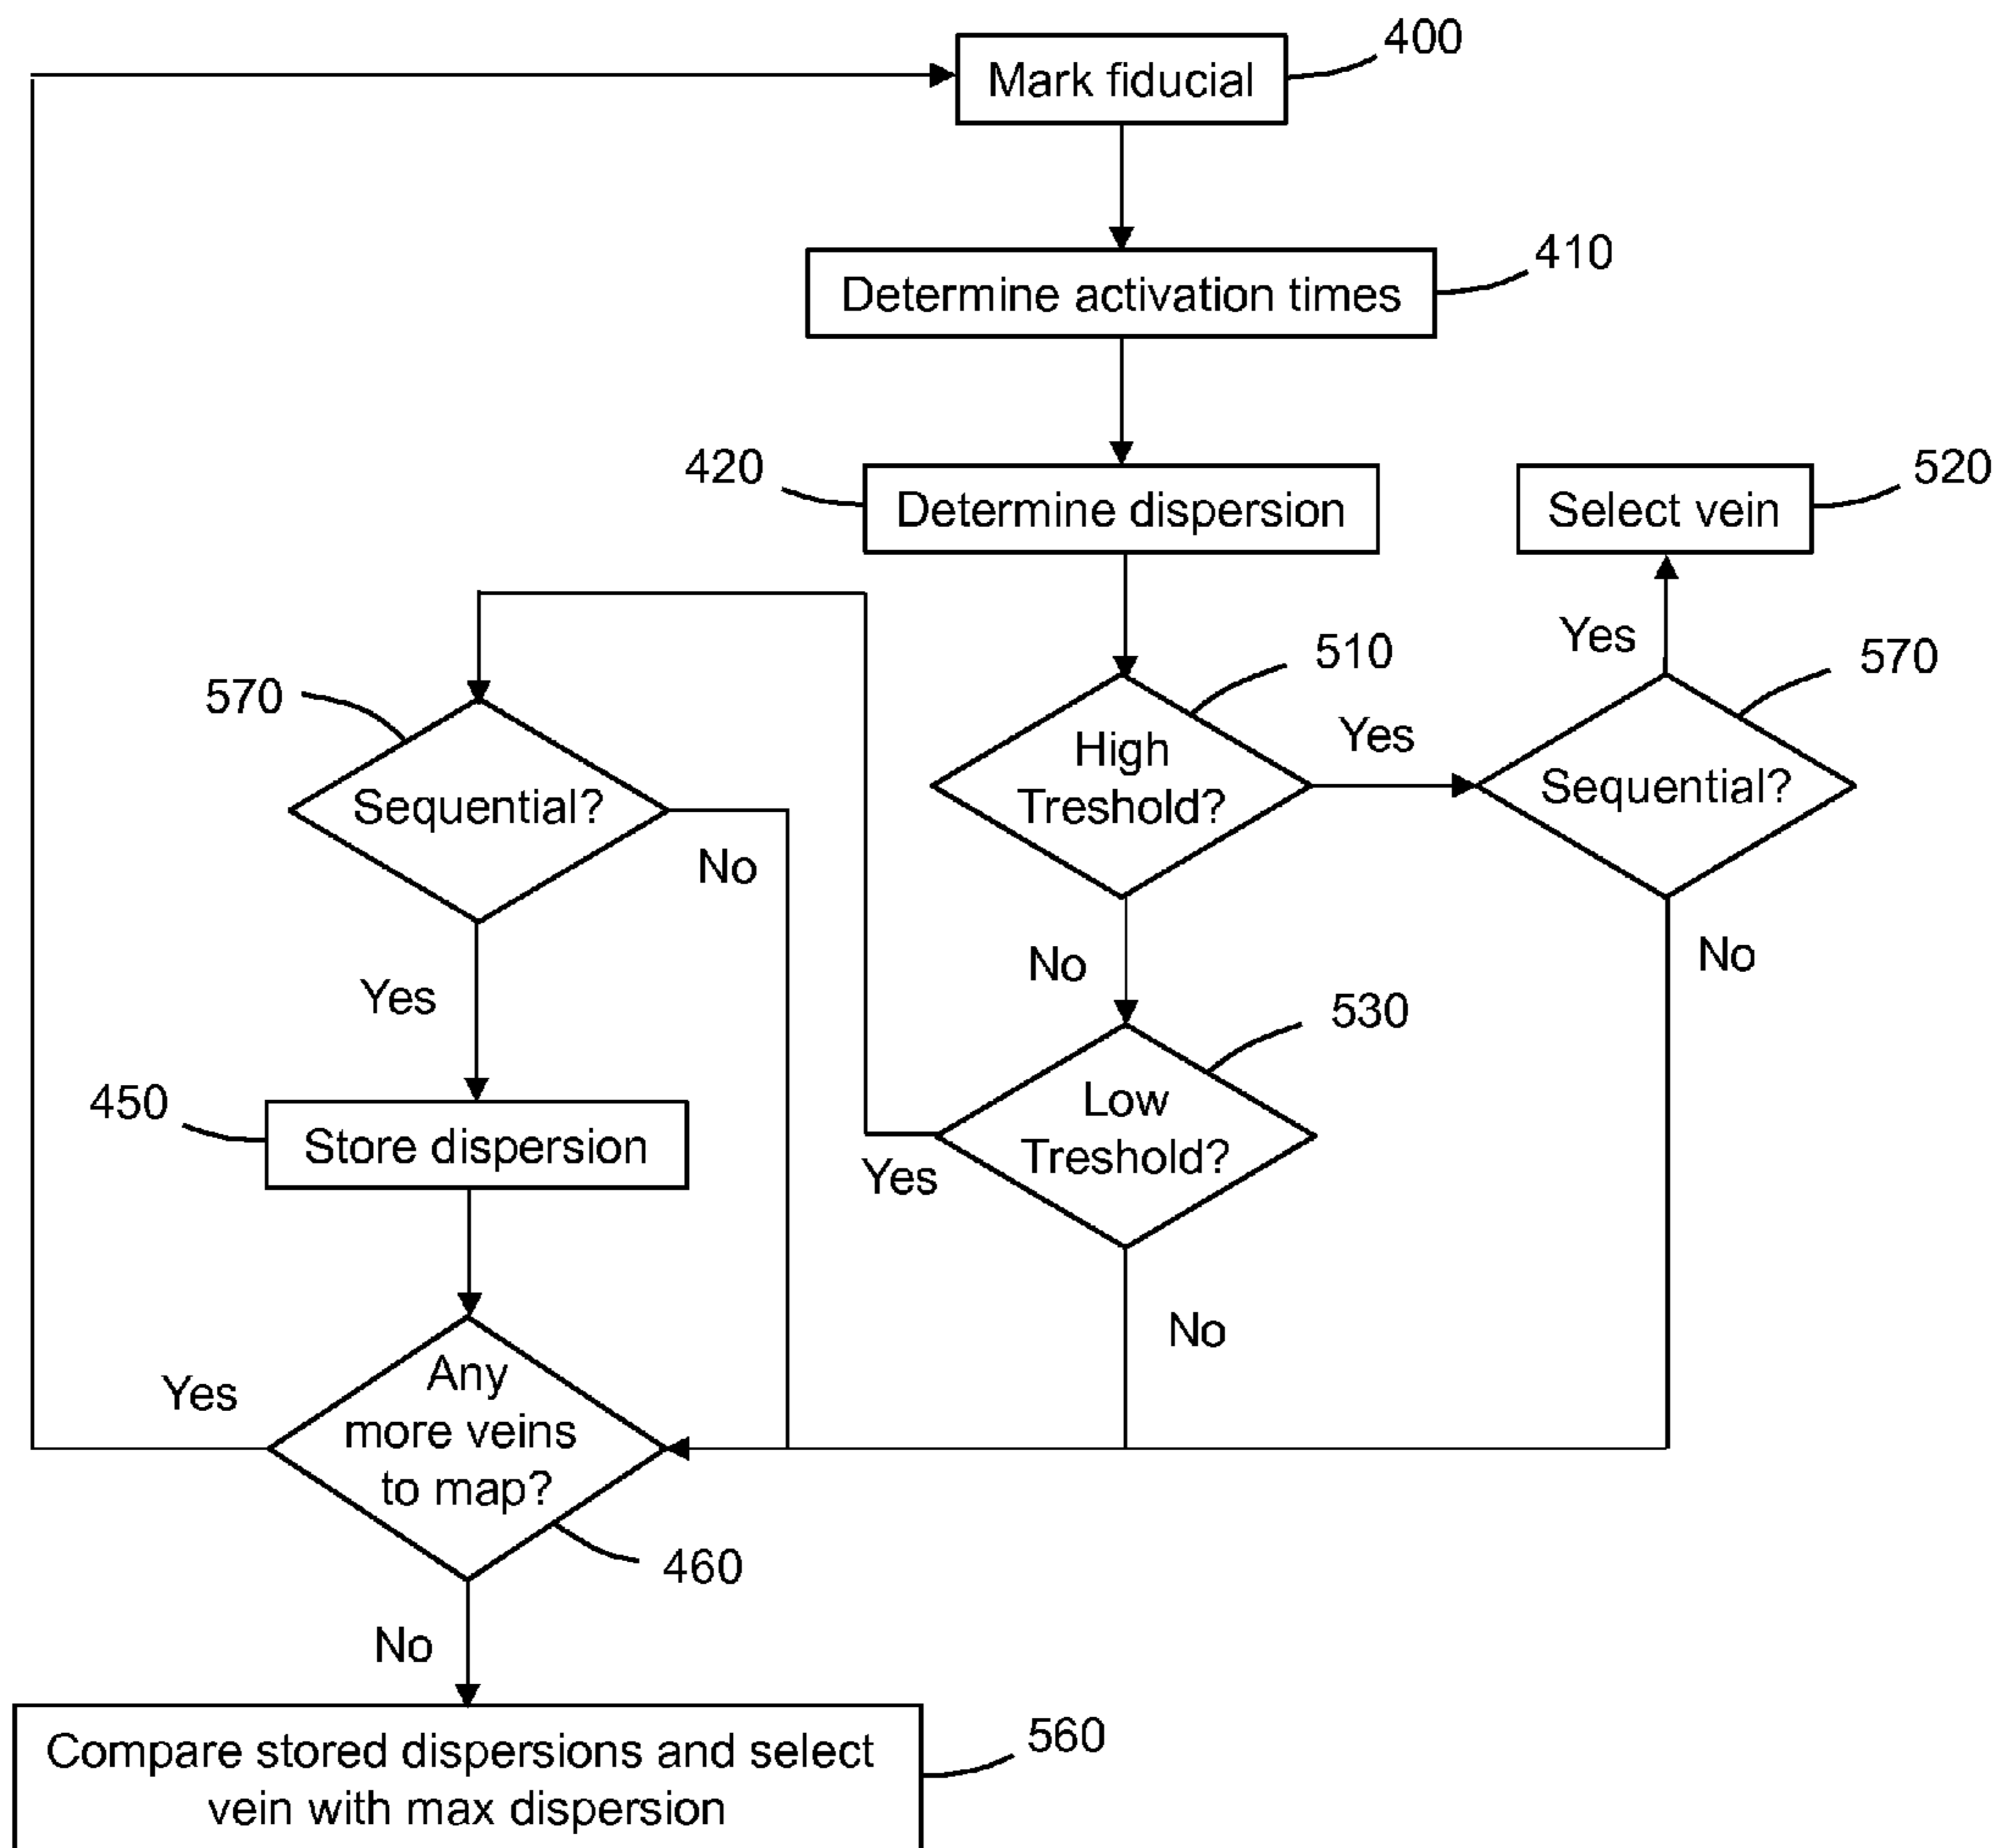 400
Mark fiducial
410
Determine activation times
420
Determine dispersion
520
Select vein
Yes
510
High
Treshold?
Yes
570
Sequential?
No
570
Sequential?
No
Yes
No
530
Low
Treshold?
Yes
No
450
Store dispersion
Yes
Any
more veins
to map?
460
No
Compare stored dispersions and select
vein with max dispersion
560